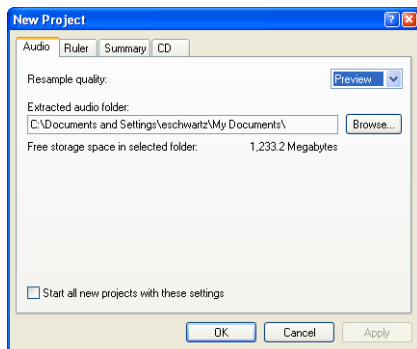 New Project
Audio Ruler Summary CD
Resample quality: Preview
Extracted audio folder:
C:\Documents and Settings\eschwartz\My Documents\ Browse...
Free storage space in selected folder: 1,233.2 Megabytes
Start all new projects with these settings
OK Cancel Apply